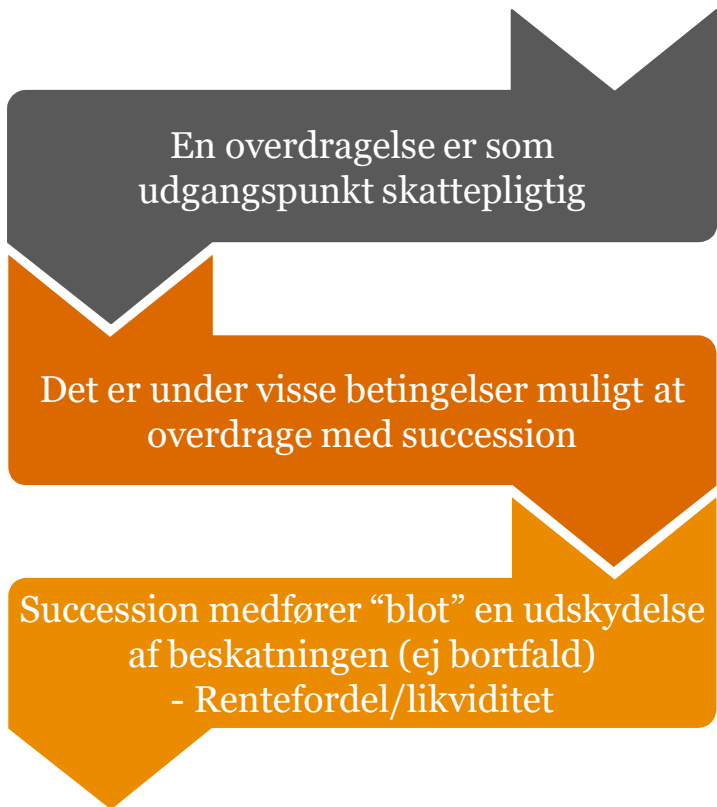 En overdragelse er som
udgangspunkt skattepligtig
Det er under visse betingelser muligt at
overdrage med succession
Succession medfører “blot” en udskydelse
af beskatningen (ej bortfald)
- Rentefordel/likviditet